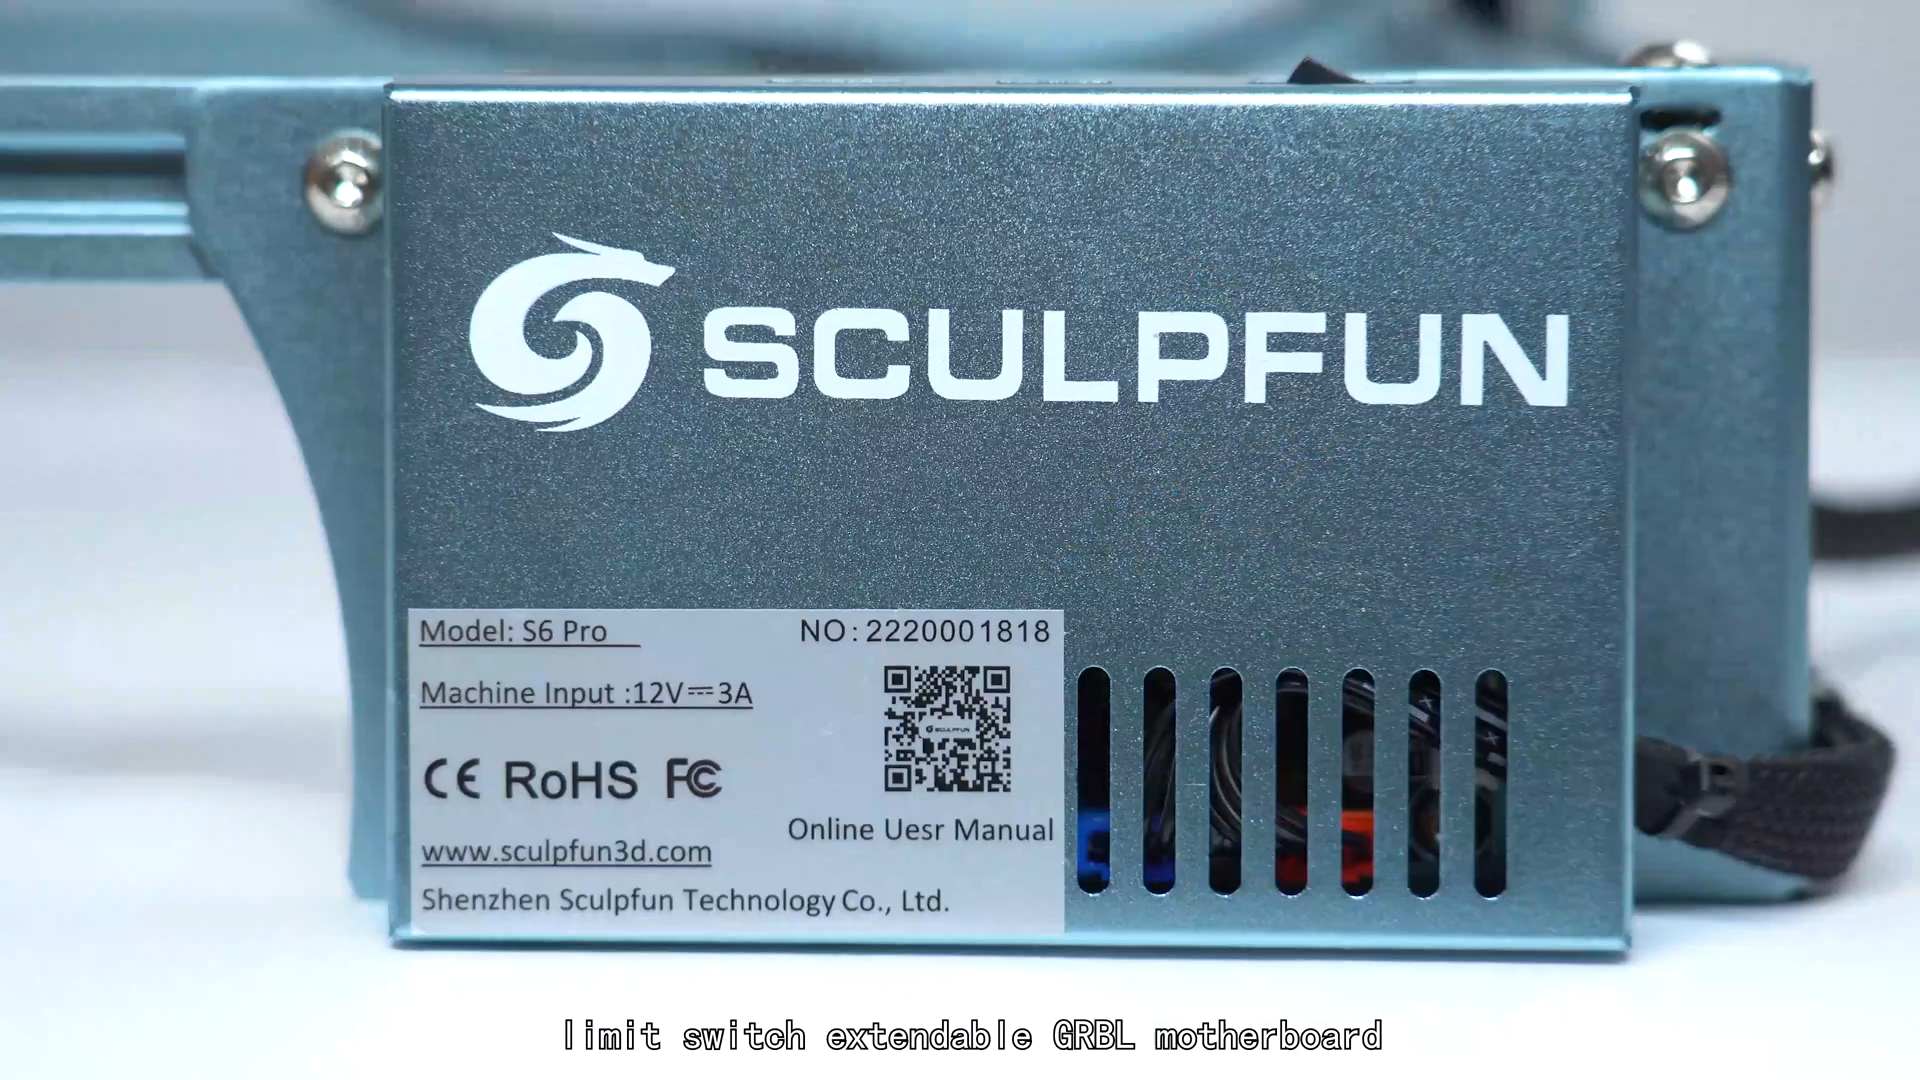 SCULPFUN
Model: S6 Pro
NO:2220001818
Machine Input :12V⎓3A
SCULPFUN
CE RoHS FC
Online Uesr Manual
www.sculpfun3d.com
Shenzhen Sculpfun Technology Co., Ltd.
limit switch extendable GRBL motherboard